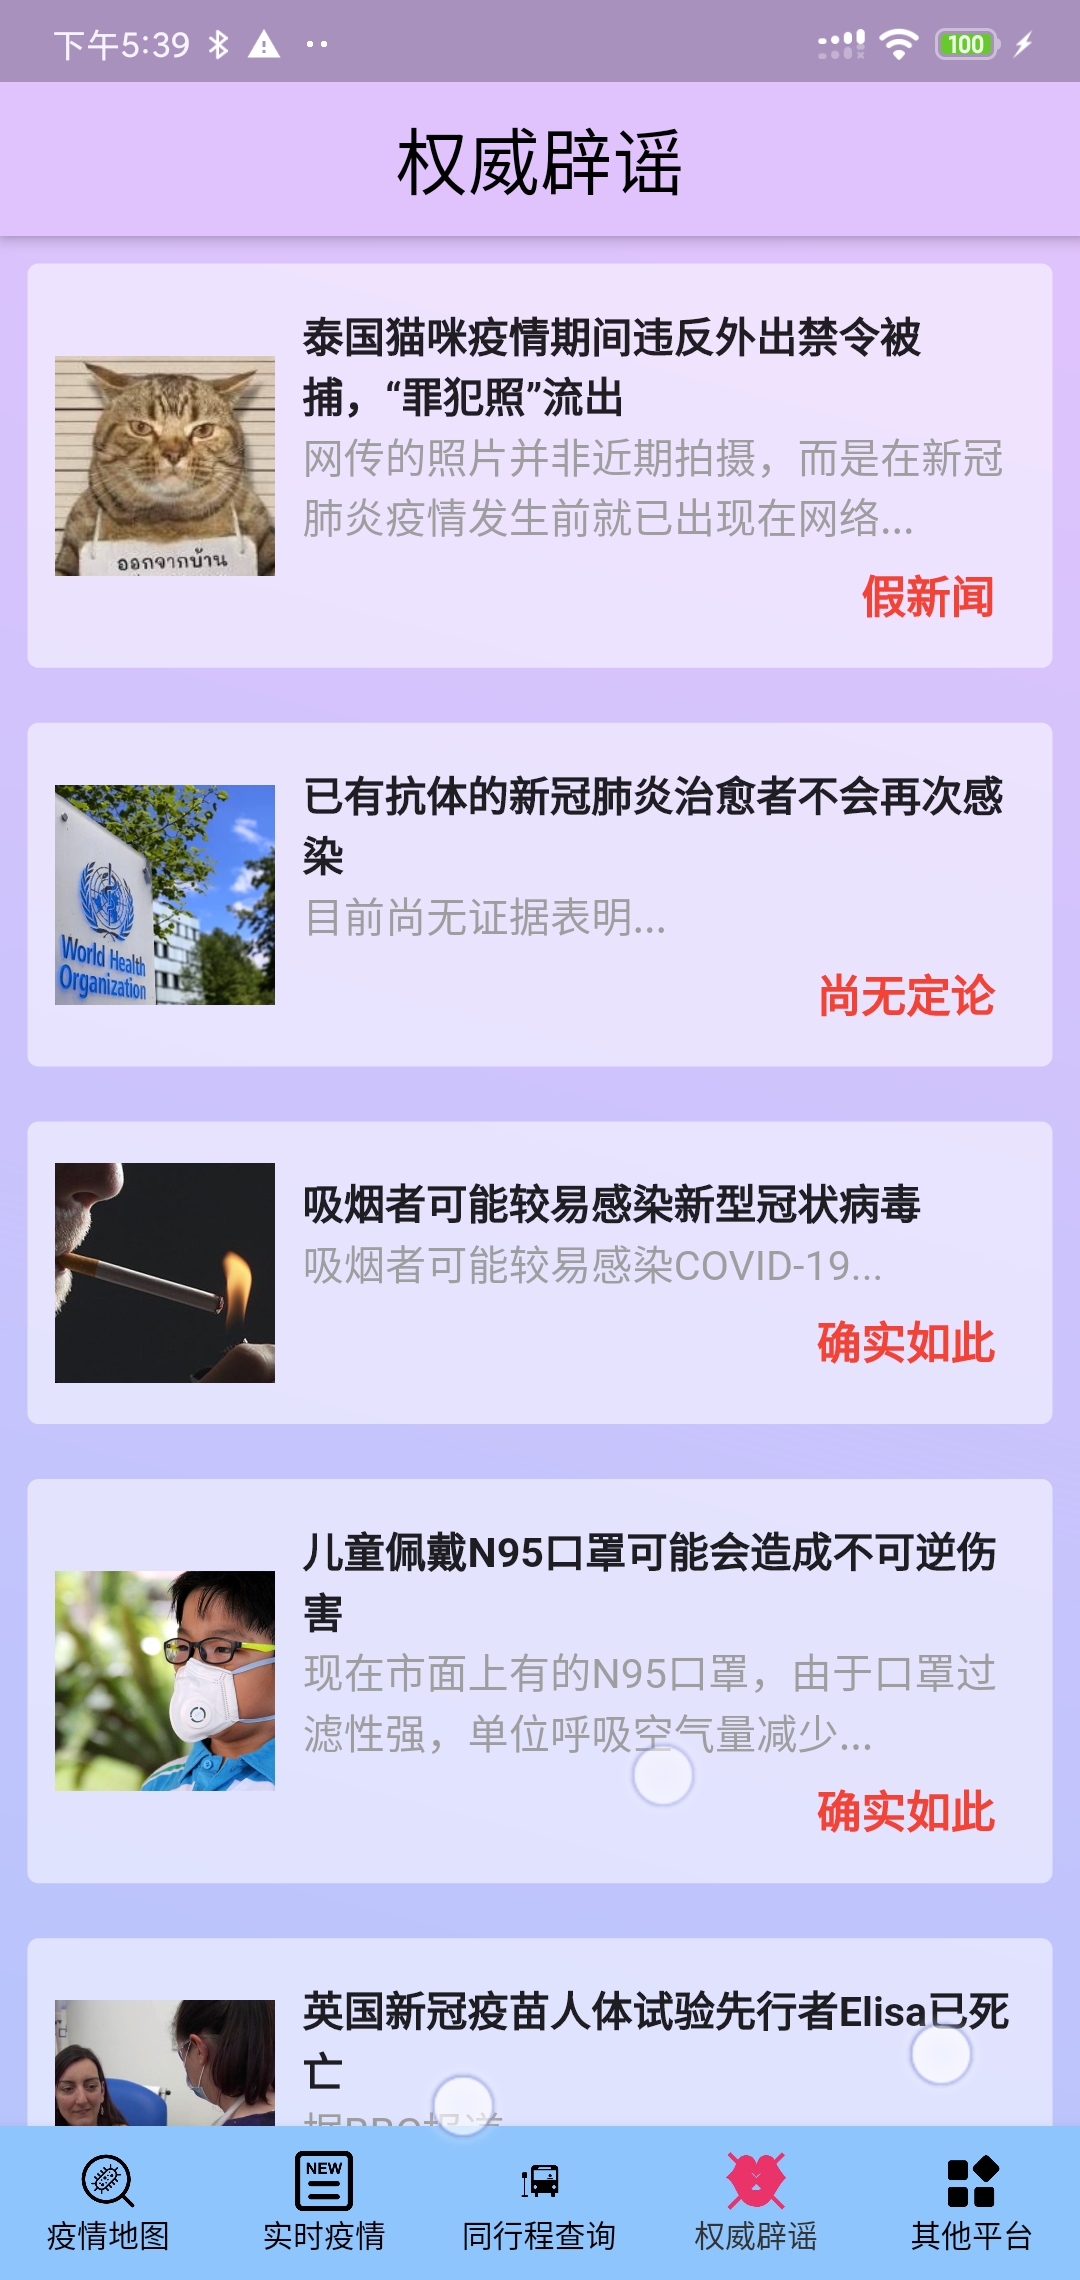 下午5:39
100
权威辟谣
泰国猫咪疫情期间违反外出禁令被
捕，“罪犯照”流出
网传的照片并非近期拍摄，而是在新冠
肺炎疫情发生前就已出现在网络...
ออกจากบ้าน
假新闻
已有抗体的新冠肺炎治愈者不会再次感
染
目前尚无证据表明...
World Health
Organization
尚无定论
吸烟者可能较易感染新型冠状病毒
吸烟者可能较易感染COVID-19...
确实如此
儿童佩戴N95口罩可能会造成不可逆伤
害
现在市面上有的N95口罩，由于口罩过
滤性强，单位呼吸空气量减少...
确实如此
英国新冠疫苗人体试验先行者Elisa已死
亡
据BBC报道
NEW
疫情地图
实时疫情
同行程查询
权威辟谣
其他平台